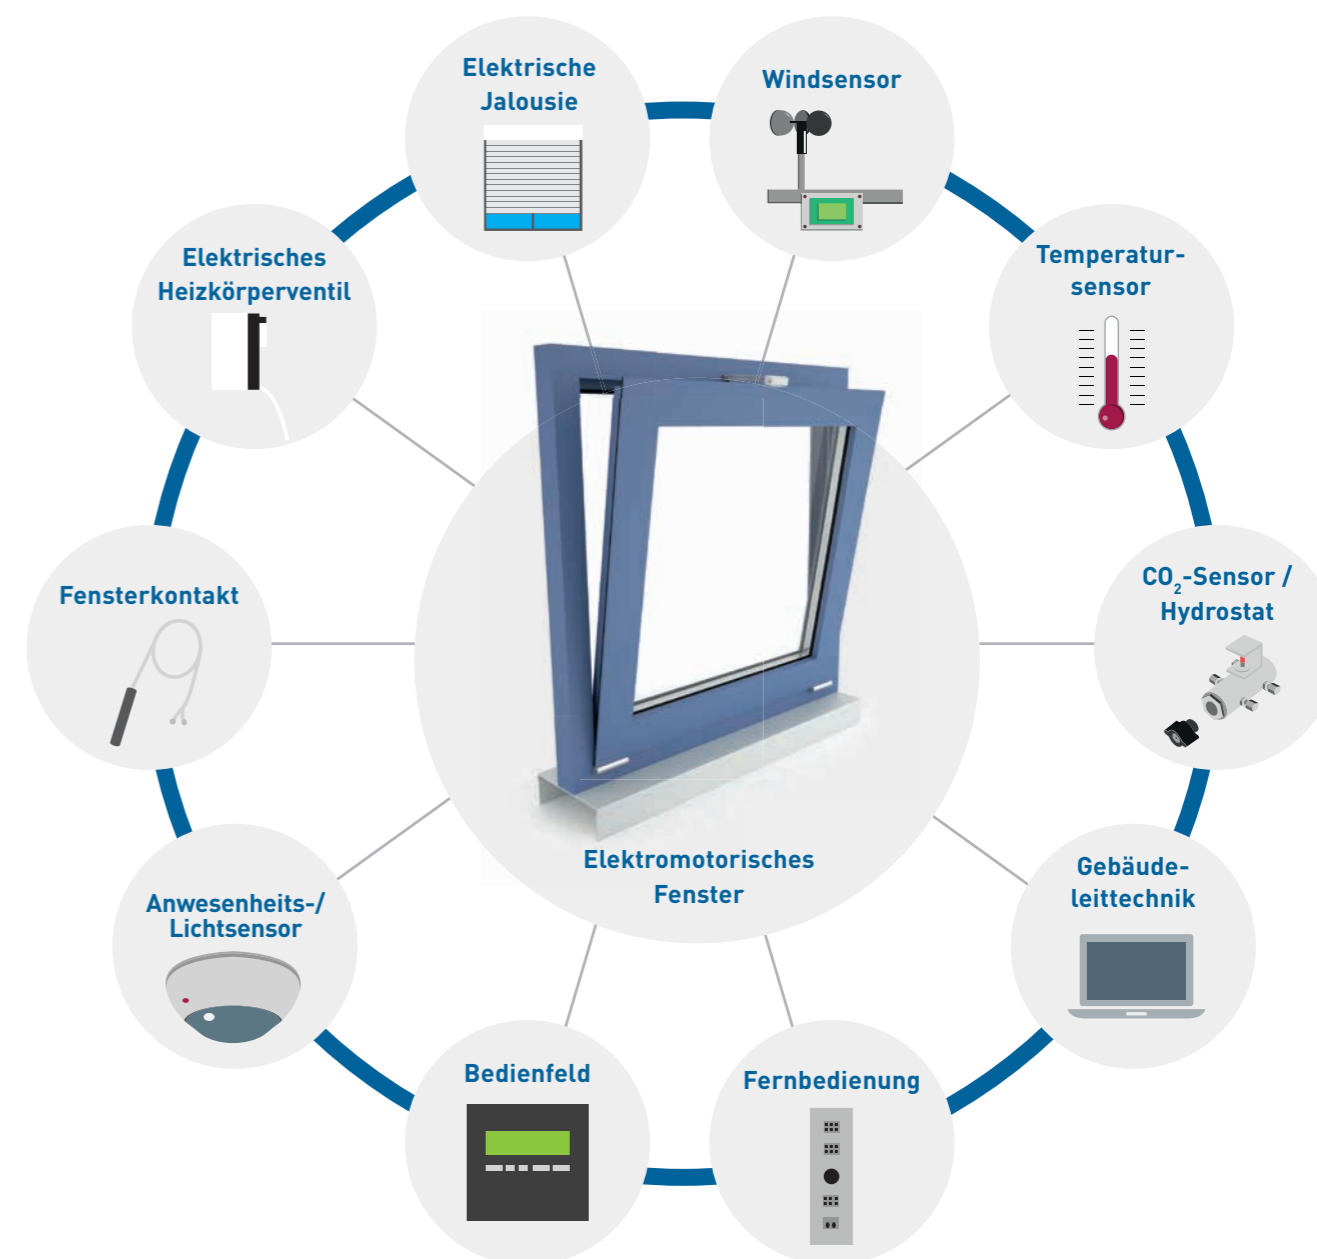 Elektrische
Jalousie
Windsensor
Elektrisches
Heizkörperventil
Temperatur-
sensor
Fensterkontakt
CO₂-Sensor /
Hydrostat
Elektromotorisches
Fenster
Anwesenheits-/
Lichtsensor
Gebäude-
leittechnik
Bedienfeld
Fernbedienung